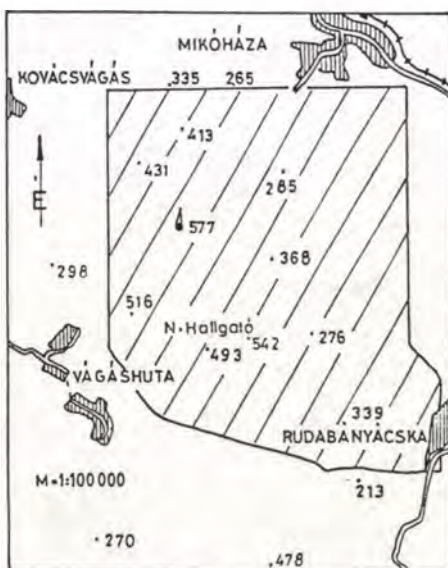 MIKÓHÁZA
KOVÁCSVÁGÁS
335 265
413
431
285
É
577
368
298
516
N-Hallgató
542
276
493
VÁGÁSHUTA
339
RUDABÁNYÁCSKA
M=1:100 000
213
270
478